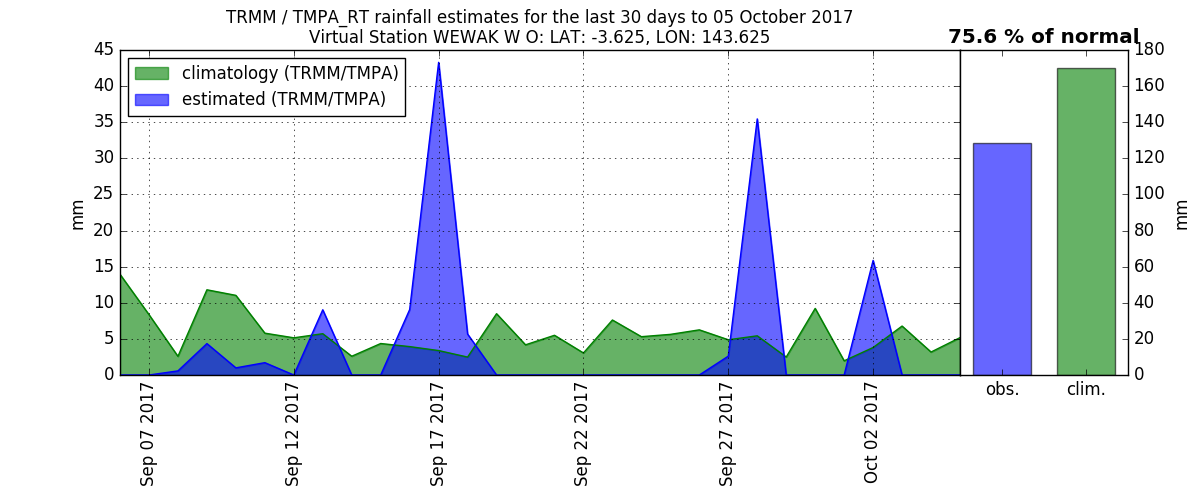 TRMM / TMPA_RT rainfall estimates for the last 30 days to 05 October 2017
Virtual Station WEWAK W O: LAT: -3.625, LON: 143.625
75.6 % of normal
climatology (TRMM/TMPA)
estimated (TRMM/TMPA)
45
40
35
30
25
20
15
10
5
0
mm
Sep 07 2017
Sep 12 2017
Sep 17 2017
Sep 22 2017
Sep 27 2017
Oct 02 2017
obs.
clim.
180
160
140
120
100
80
60
40
20
0
mm